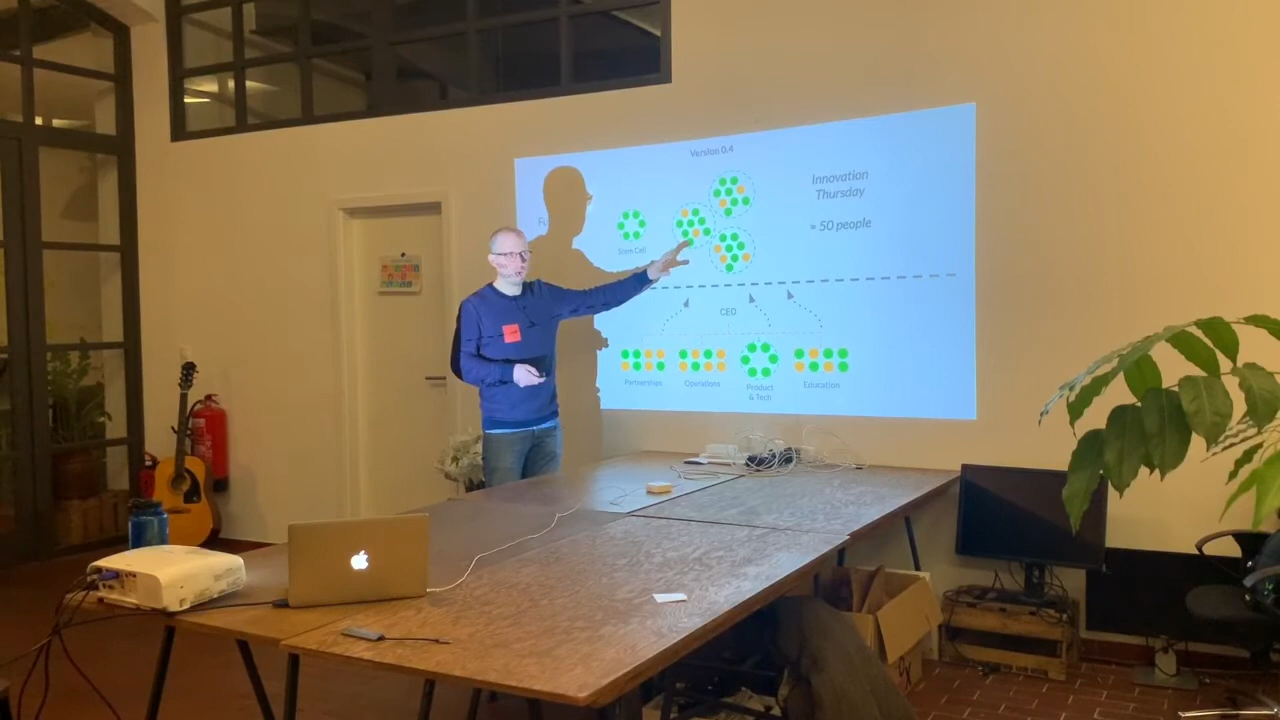 Version 0.4
Innovation
Thursday
≈ 50 people
Stem Cell
CEO
Partnerships
Operations
Product
& Tech
Education